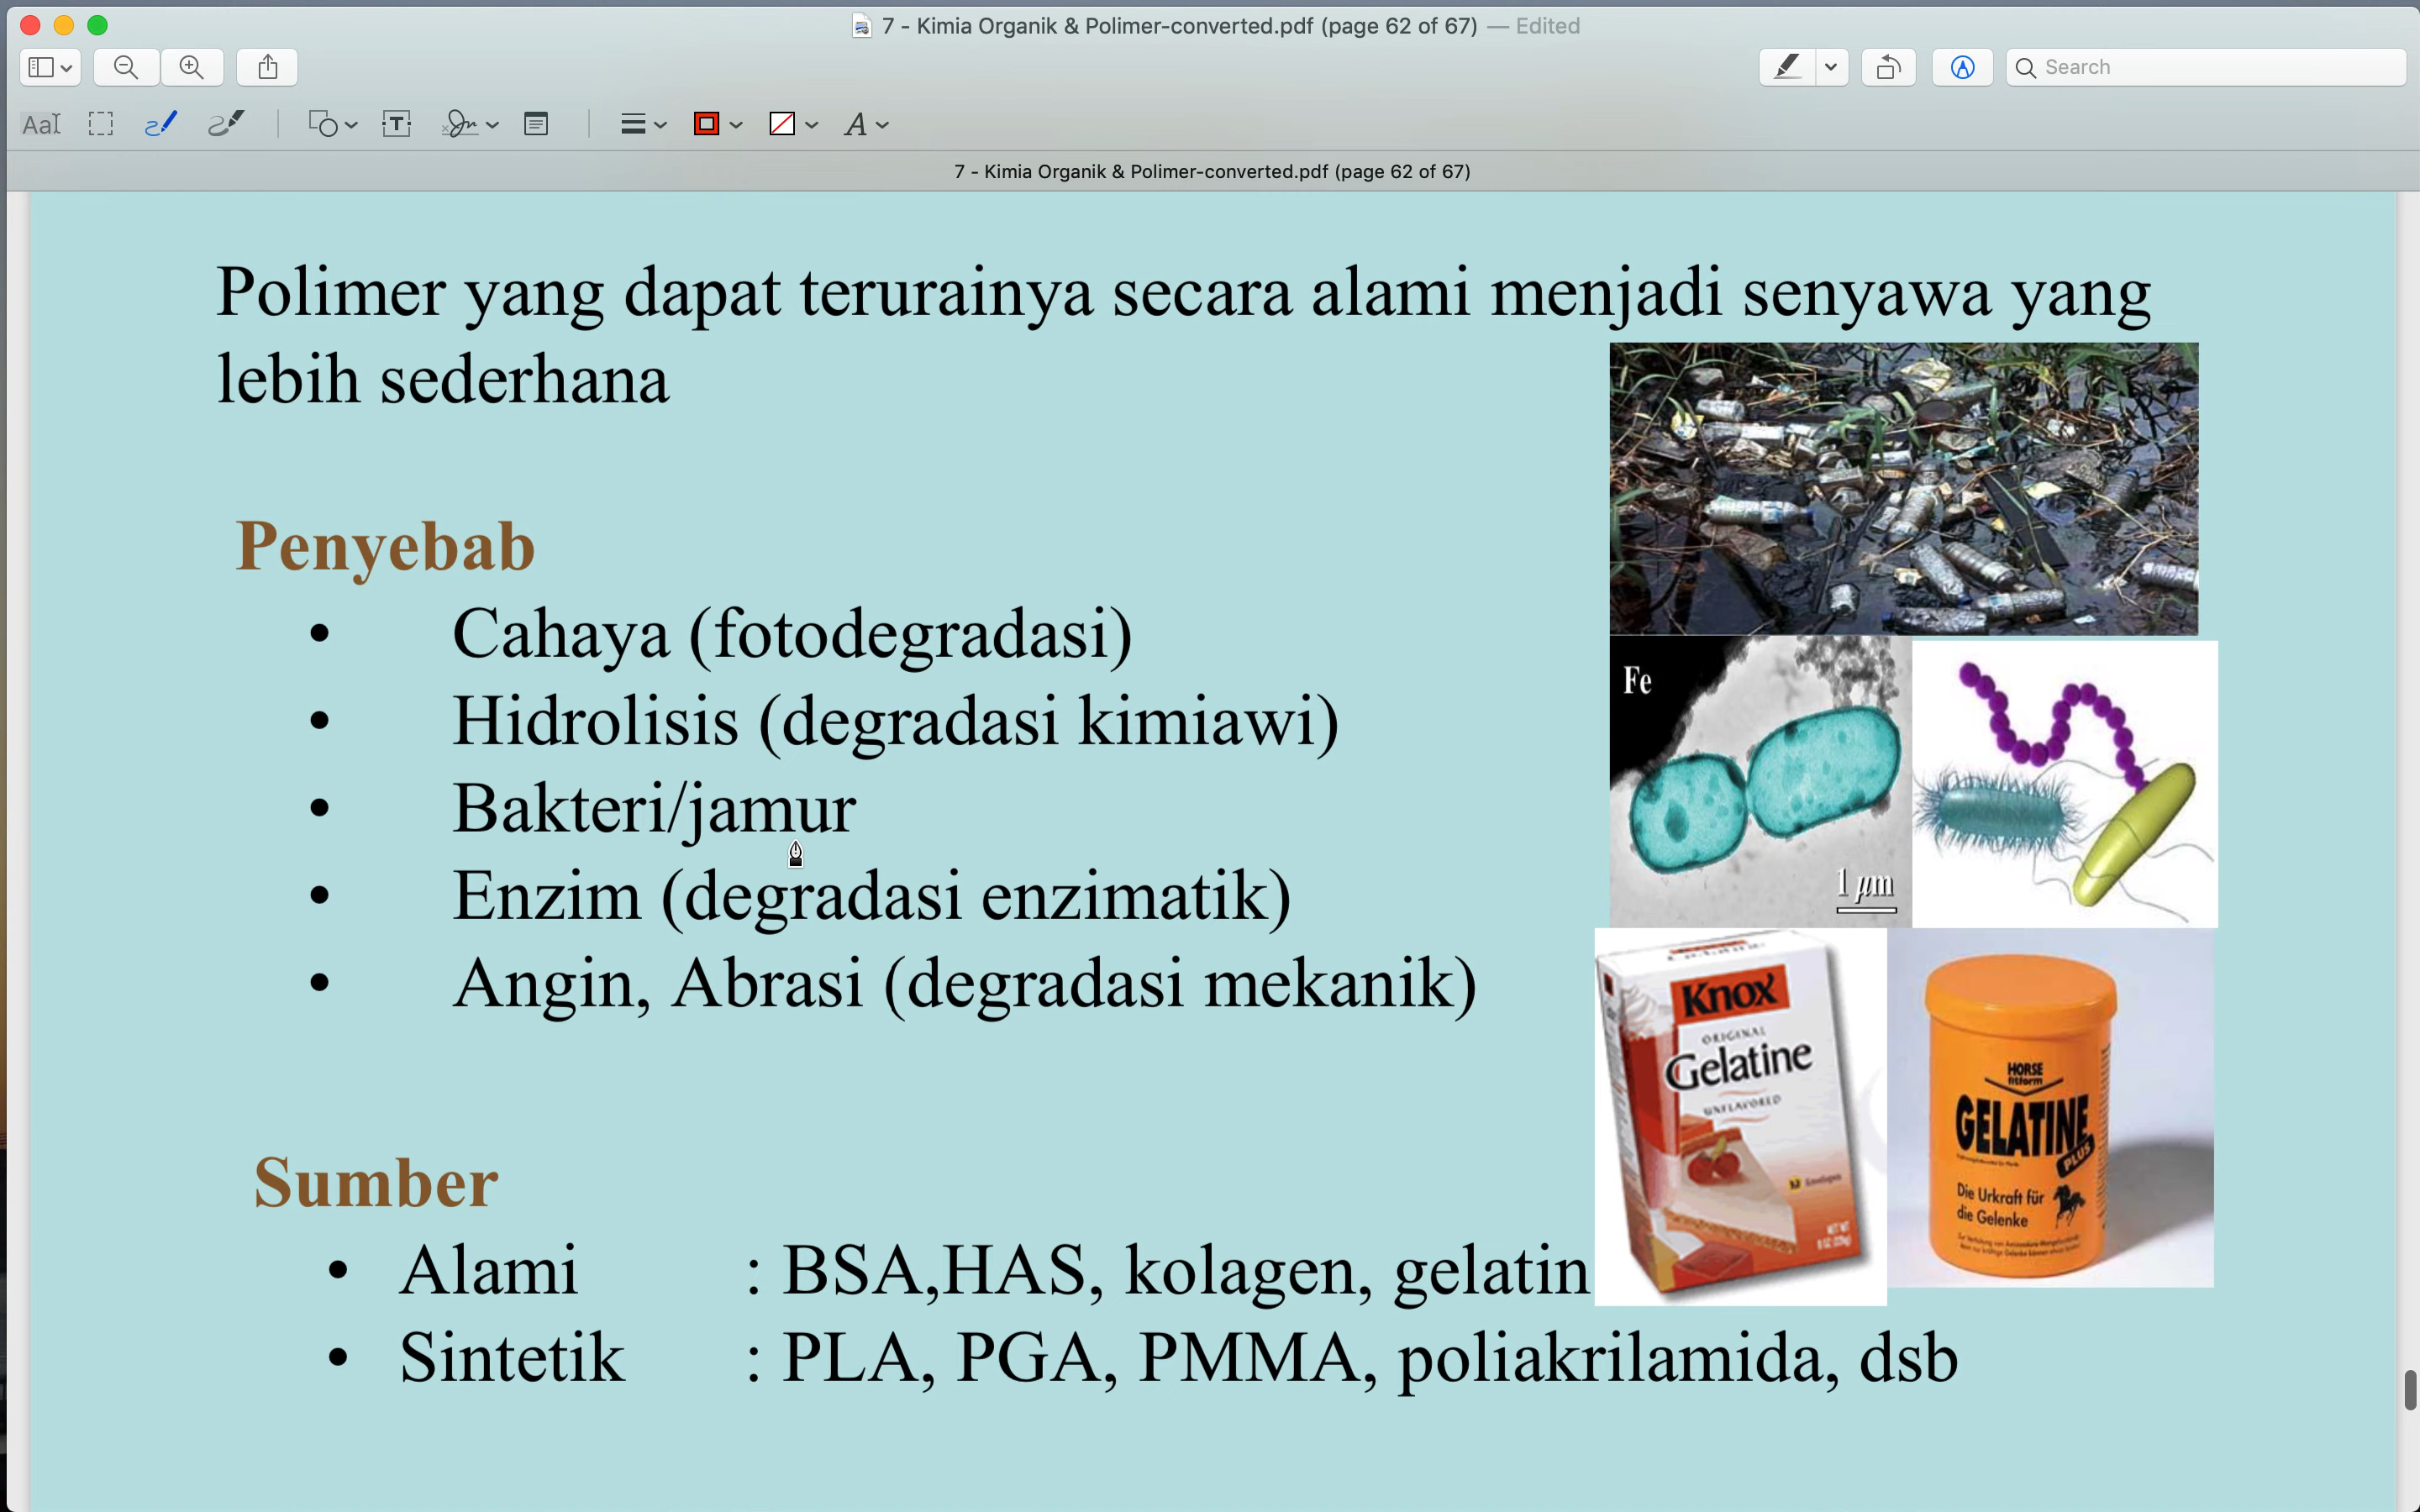 7 - Kimia Organik & Polimer-converted.pdf (page 62 of 67) — Edited
Search
AaI
T
A
7 - Kimia Organik & Polimer-converted.pdf (page 62 of 67)
Polimer yang dapat terurainya secara alami menjadi senyawa yang
lebih sederhana
Penyebab
• Cahaya (fotodegradasi)
• Hidrolisis (degradasi kimiawi)
• Bakteri/jamur
• Enzim (degradasi enzimatik)
• Angin, Abrasi (degradasi mekanik)
Fe
1 µm
Knox
ORIGINAL
Gelatine
UNFLAVORED
HORSE
fitform
GELATINE
PLUS
Die Urkraft für
die Gelenke
Sumber
• Alami : BSA,HAS, kolagen, gelatin
• Sintetik : PLA, PGA, PMMA, poliakrilamida, dsb